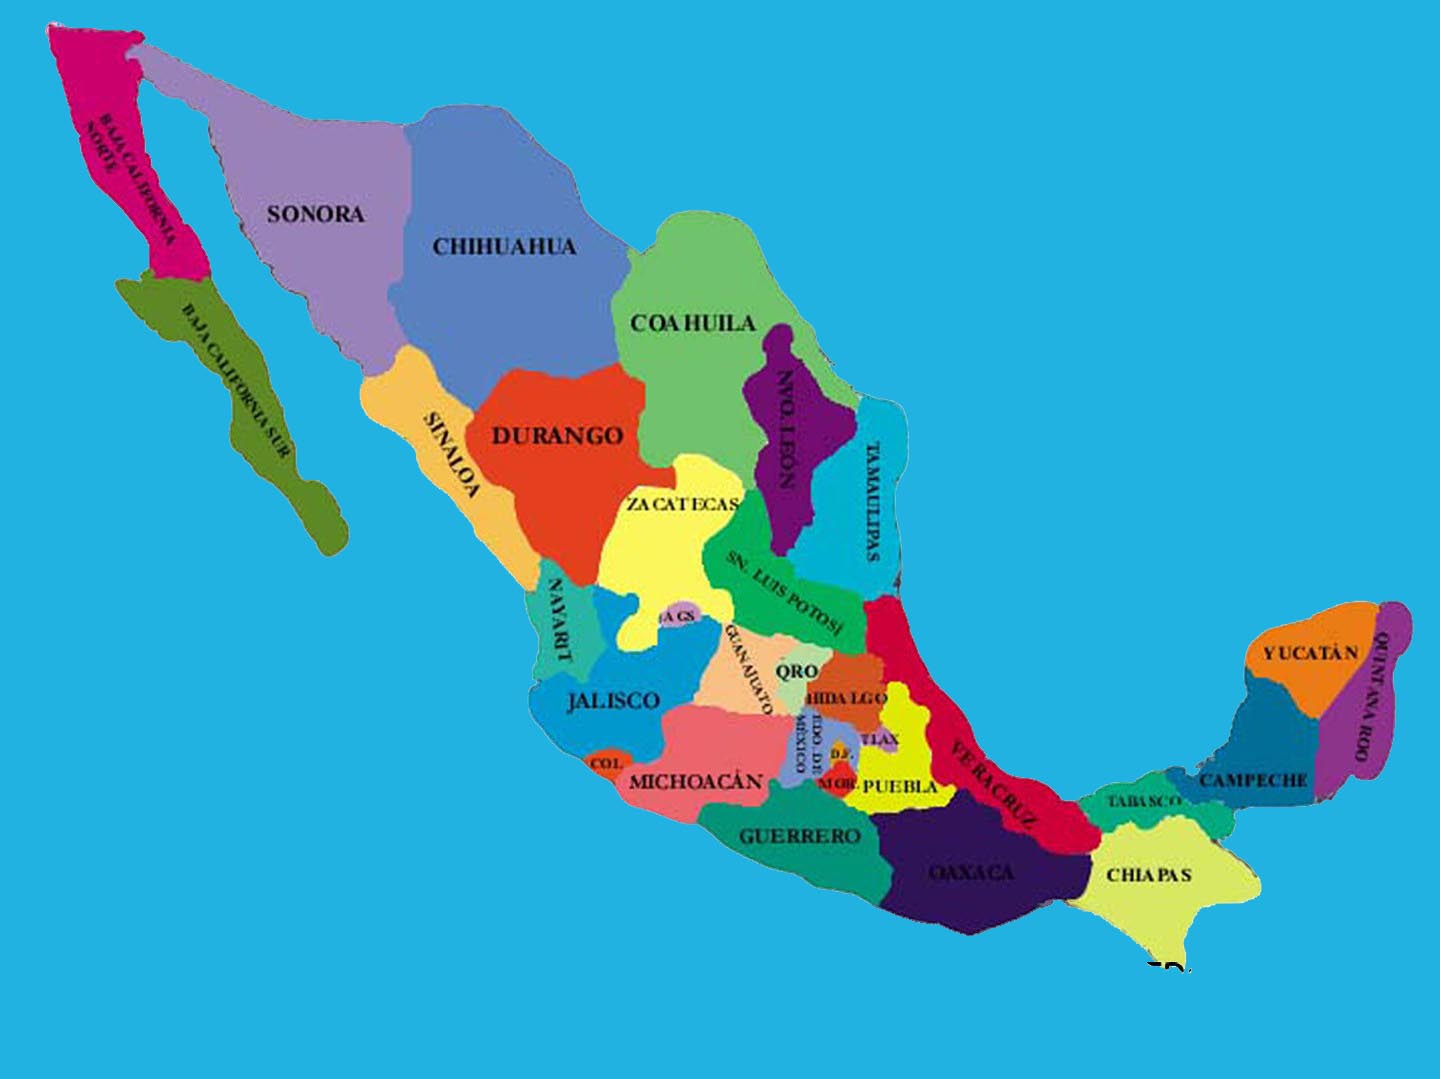 BAJA CALIFORNIA
NORTE
SONORA
CHIHUAHUA
COAHUILA
BAJA CALIFORNIA SUR
SINALOA
DURANGO
NVO. LEÓN
TAMAULIPAS
ZACATECAS
SN. LUIS POTOSÍ
NAYARIT
AGS
GUANAJUATO
QRO
JALISCO
HIDALGO
EDO. DE
MÉXICO
TLAX
D.F.
COL
MICHOACÁN
MOR.
PUEBLA
VERACRUZ
YUCATÁN
QUINTANA ROO
CAMPECHE
TABASCO
GUERRERO
OAXACA
CHIAPAS